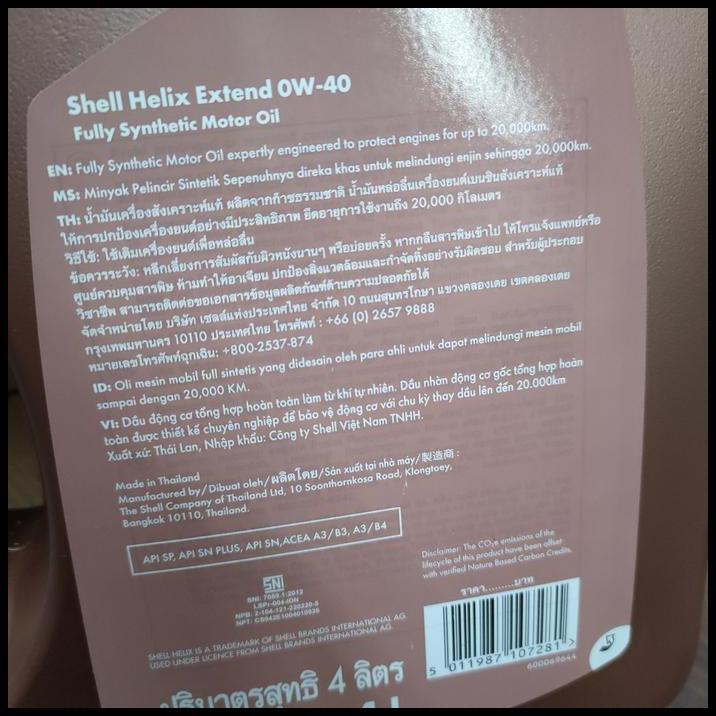 Shell Helix Extend 0W-40
Fully Synthetic Motor Oil
EN: Fully Synthetic Motor Oil expertly engineered to protect engines for up to 20,000km.
MS: Minyak Pelincir Sintetik Sepenuhnya direka khas untuk melindungi enjin sehingga 20,000km.
TH: น้ำมันเครื่องสังเคราะห์แท้ ผลิตจากก๊าซธรรมชาติ น้ำมันหล่อลื่นเครื่องยนต์เบนซินสังเคราะห์แท้
ให้การปกป้องเครื่องยนต์อย่างมีประสิทธิภาพ ยืดอายุการใช้งานถึง 20,000 กิโลเมตร
วิธีใช้: ใช้เติมเครื่องยนต์เพื่อหล่อลื่น
ข้อควรระวัง: หลีกเลี่ยงการสัมผัสกับผิวหนังนานๆ หรือบ่อยครั้ง หากกลืนสารพิษเข้าไป ให้โทรแจ้งแพทย์หรือ
ศูนย์ควบคุมสารพิษ ห้ามทำให้อาเจียน ปกป้องสิ่งแวดล้อมและกำจัดทิ้งอย่างรับผิดชอบ สำหรับผู้ประกอบ
วิชาชีพ สามารถติดต่อขอเอกสารข้อมูลผลิตภัณฑ์ด้านความปลอดภัยได้
จัดจำหน่ายโดย บริษัท เชลล์แห่งประเทศไทย จำกัด 10 ถนนสุนทรโกษา แขวงคลองเตย เขตคลองเตย
กรุงเทพมหานคร 10110 ประเทศไทย โทรศัพท์ : +66 (0) 2657 9888
หมายเลขโทรศัพท์ฉุกเฉิน: +800-2537-874
ID: Oli mesin mobil full sintetis yang didesain oleh para ahli untuk dapat melindungi mesin mobil
sampai dengan 20,000 KM.
VI: Dầu động cơ tổng hợp hoàn toàn làm từ khí tự nhiên. Dầu nhờn động cơ gốc tổng hợp hoàn
toàn được thiết kế chuyên nghiệp để bảo vệ động cơ với chu kỳ thay dầu lên đến 20.000km
Xuất xứ: Thái Lan, Nhập khẩu: Công ty Shell Việt Nam TNHH.
Made in Thailand
Manufactured by/Dibuat oleh/ผลิตโดย/Sản xuất tại nhà máy/製造商:
The Shell Company of Thailand Ltd, 10 Soonthornkosa Road, Klongtoey,
Bangkok 10110, Thailand.
API SP, API SN PLUS, API SN,ACEA A3/B3, A3/B4
Disclaimer: The CO₂e emissions of the
lifecycle of this product have been offset
with verified Nature Based Carbon Credits.
SNI
SNI: 7069.1:2012
LSPr-004-IDN
ราคา.........บาท
SHELL HELIX IS A TRADEMARK OF SHELL BRANDS INTERNATIONAL AG.
USED UNDER LICENCE FROM SHELL BRANDS INTERNATIONAL AG.
5 011987 107281 >
600069644
ปริมาตรสุทธิ 4 ลิตร